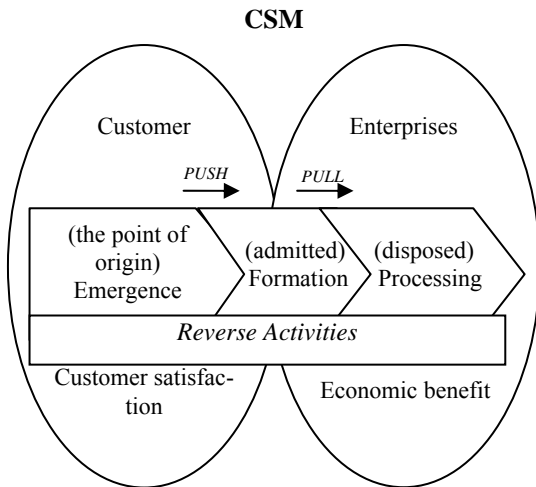 CSM
Customer
Enterprises
PUSH
PULL
(the point of
origin)
Emergence
(admitted)
Formation
(disposed)
Processing
Reverse Activities
Customer satisfac-
tion
Economic benefit